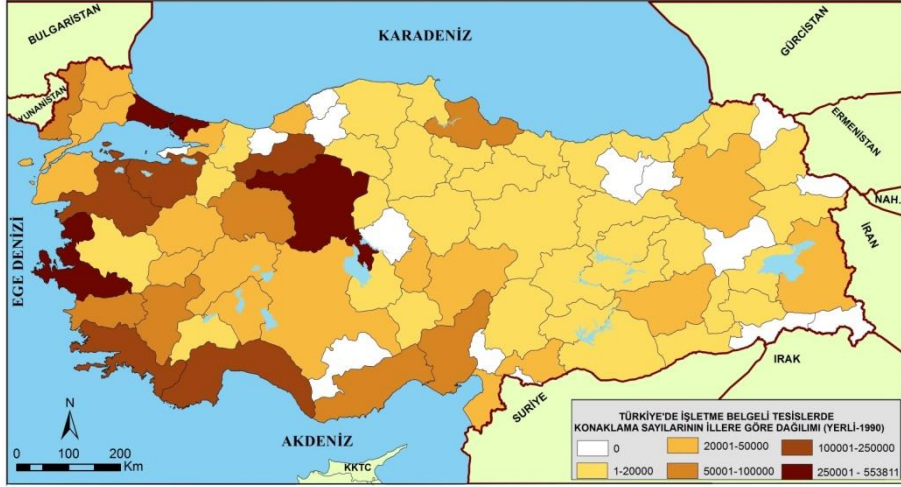 BULGARİSTAN
KARADENİZ
GÜRCİSTAN
YUNANİSTAN
ERMENİSTAN
NAH.
İRAN
EGE DENİZİ
IRAK
SURİYE
AKDENİZ
KKTC
N
0 50 100 200
Km
TÜRKİYE'DE İŞLETME BELGELİ TESİSLERDE
KONAKLAMA SAYILARININ İLLERE GÖRE DAĞILIMI (YERLİ-1990)
0 20001-50000 100001-250000
1-20000 50001-100000 250001 - 553811